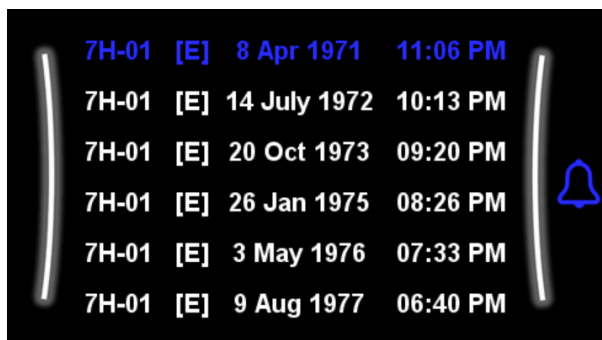 7H-01 [E] 8 Apr 1971 11:06 PM
7H-01 [E] 14 July 1972 10:13 PM
7H-01 [E] 20 Oct 1973 09:20 PM
7H-01 [E] 26 Jan 1975 08:26 PM
7H-01 [E] 3 May 1976 07:33 PM
7H-01 [E] 9 Aug 1977 06:40 PM